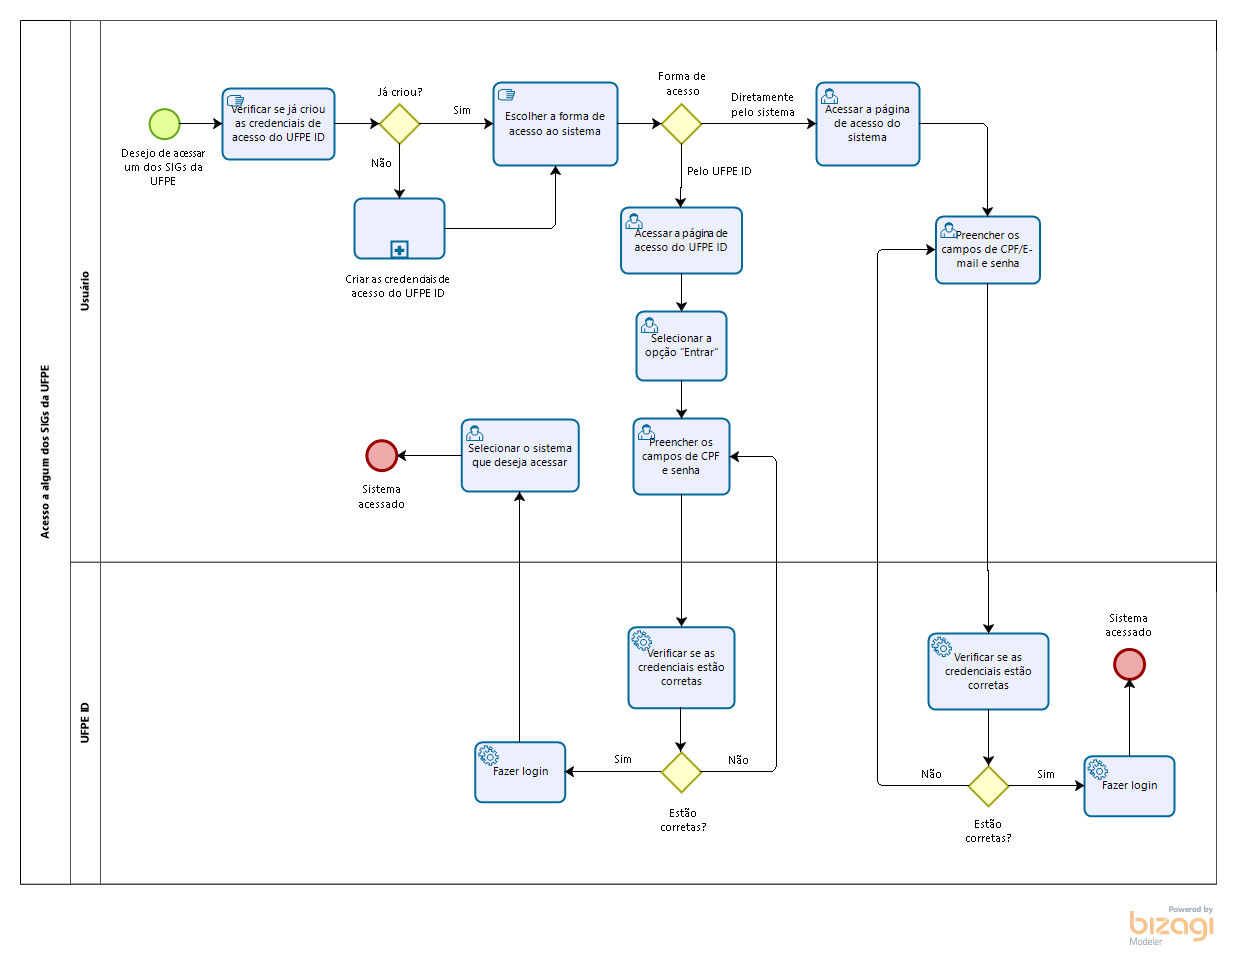 Acesso a algum dos SIGs da UFPE
Usuário
Desejo de acessar
um dos SIGs da
UFPE
Verificar se já criou
as credenciais de
acesso do UFPE ID
Já criou?
Sim
Não
Criar as credenciais de
acesso do UFPE ID
Escolher a forma de
acesso ao sistema
Forma de
acesso
Diretamente
pelo sistema
Pelo UFPE ID
Acessar a página
de acesso do
sistema
Acessar a página de
acesso do UFPE ID
Preencher os
campos de CPF/E-
mail e senha
Selecionar a
opção "Entrar"
Preencher os
campos de CPF
e senha
Selecionar o sistema
que deseja acessar
Sistema
acessado
UFPE ID
Verificar se as
credenciais estão
corretas
Sim
Não
Estão
corretas?
Fazer login
Verificar se as
credenciais estão
corretas
Não
Sim
Estão
corretas?
Fazer login
Sistema
acessado
Powered by
bizagi
Modeler